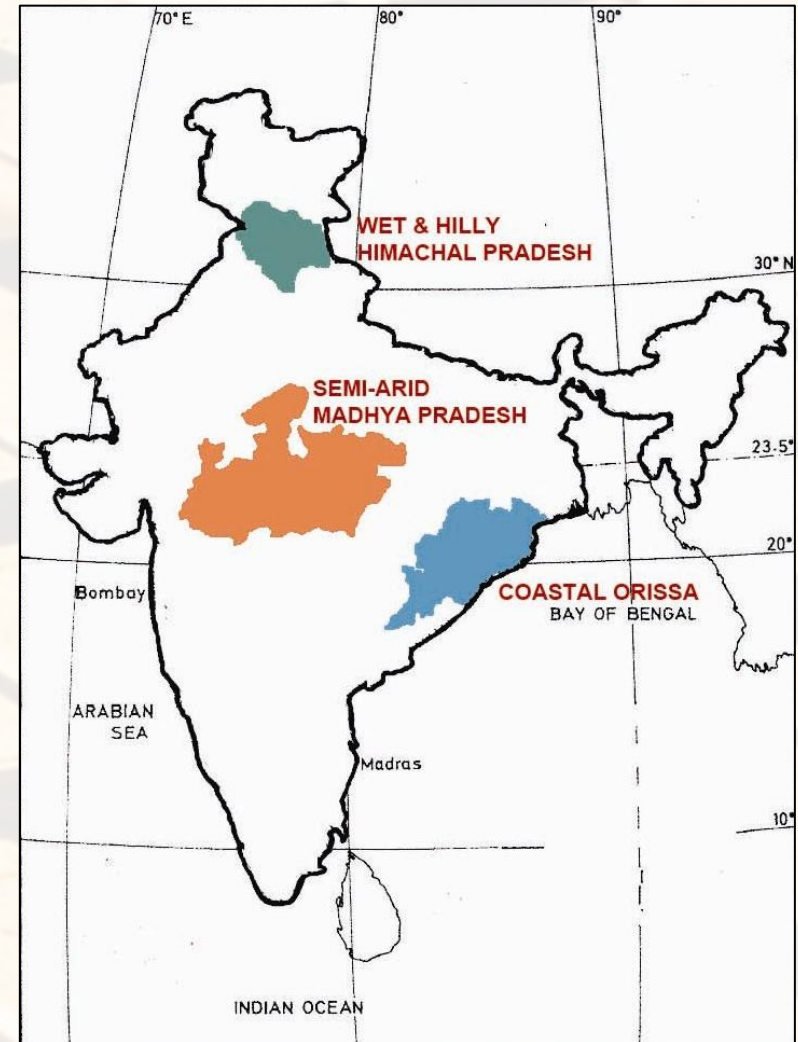 70°E
80°
90°
WET & HILLY
HIMACHAL PRADESH
30° N
SEMI-ARID
MADHYA PRADESH
23.5°
20°
Bombay
COASTAL ORISSA
BAY OF BENGAL
ARABIAN
SEA
Madras
10°
INDIAN OCEAN